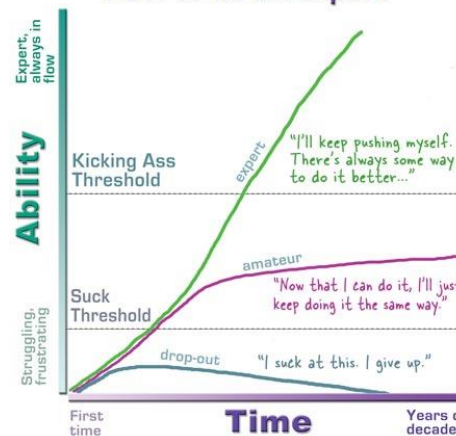 Expert,
always in
flow
Ability
Struggling,
frustrating
Kicking Ass
Threshold
expert
"I'll keep pushing myself.
There's always some way
to do it better..."
amateur
"Now that I can do it, I'll just
keep doing it the same way."
Suck
Threshold
drop-out
"I suck at this. I give up."
First
time
Time
Years
decade